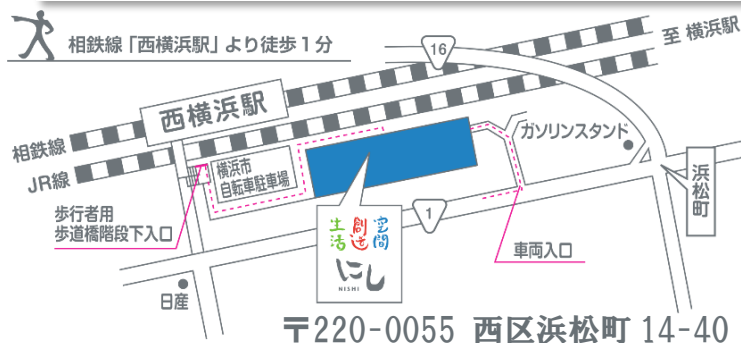 相鉄線「西横浜駅」より徒歩1分
16
至 横浜駅
西横浜駅
ガソリンスタンド
相鉄線
JR線
横浜市
自転車駐車場
浜松町
歩行者用
歩道橋階段下入口
1
生活
創造
空間
にし
NISHI
車両入口
日産
〒220-0055 西区浜松町 14-40